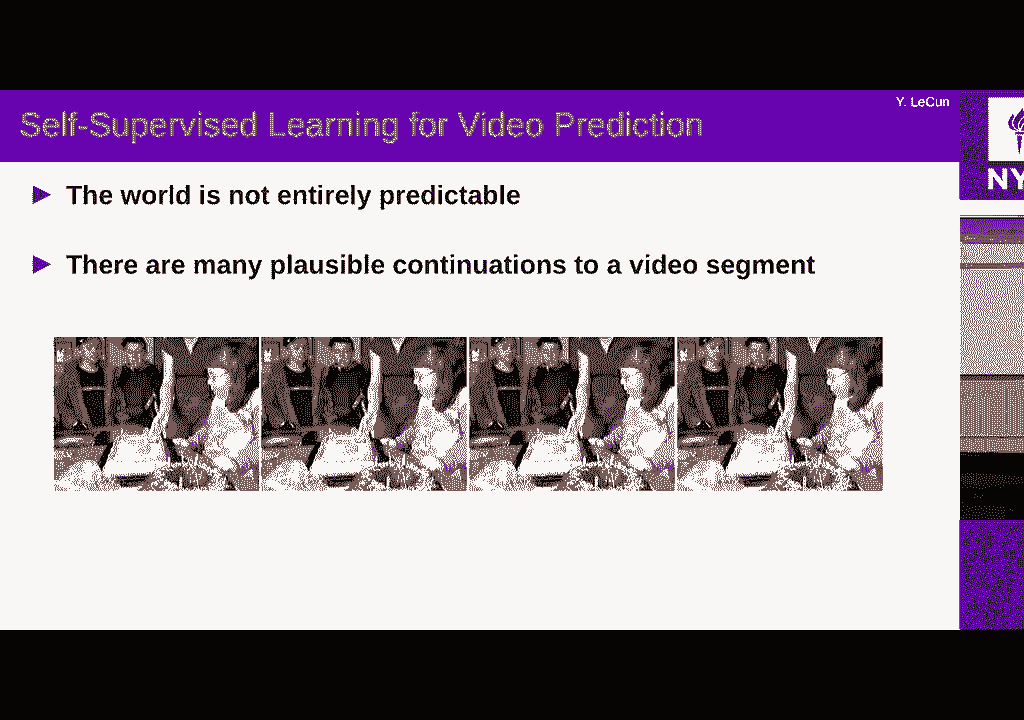 Y. LeCun
Self-Supervised Learning for Video Prediction
NY
The world is not entirely predictable
There are many plausible continuations to a video segment